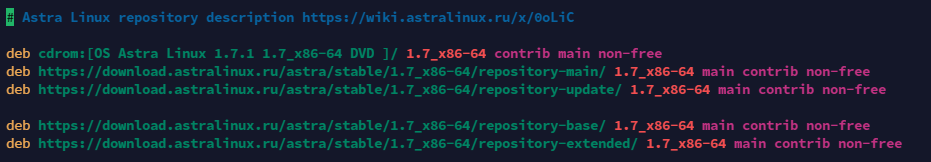 # Astra Linux repository description https://wiki.astralinux.ru/x/0oLiC
deb cdrom:[OS Astra Linux 1.7.1 1.7_x86-64 DVD ]/ 1.7_x86-64 contrib main non-free
deb https://download.astralinux.ru/astra/stable/1.7_x86-64/repository-main/ 1.7_x86-64 main contrib non-free
deb https://download.astralinux.ru/astra/stable/1.7_x86-64/repository-update/ 1.7_x86-64 main contrib non-free
deb https://download.astralinux.ru/astra/stable/1.7_x86-64/repository-base/ 1.7_x86-64 main contrib non-free
deb https://download.astralinux.ru/astra/stable/1.7_x86-64/repository-extended/ 1.7_x86-64 main contrib non-free